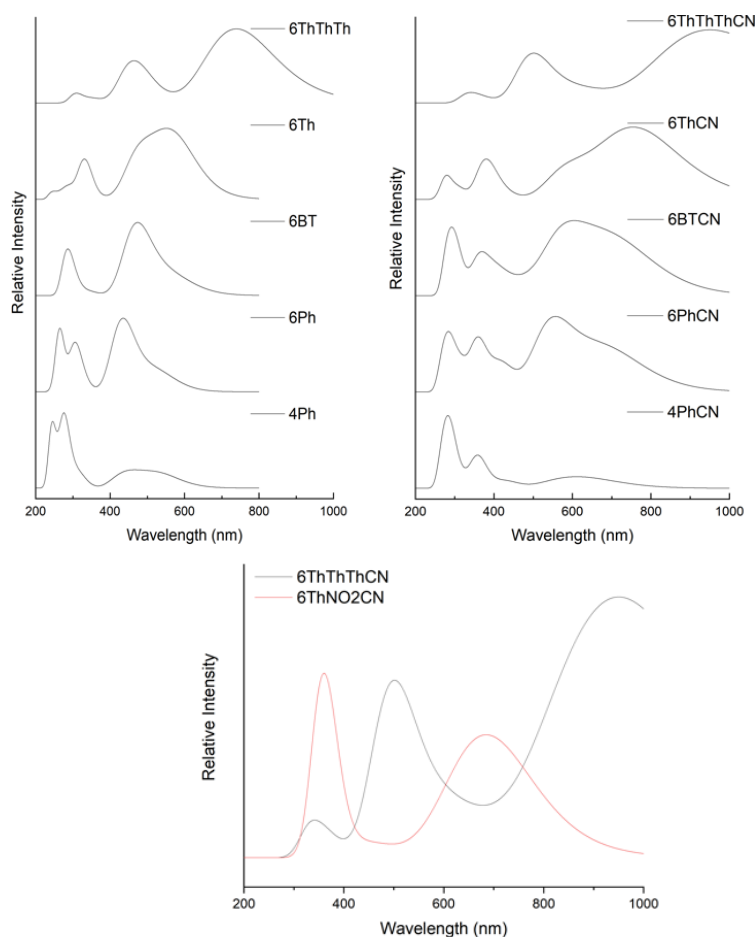 6ThThTh
6Th
6BT
6Ph
4Ph
Relative Intensity
200 400 600 800 1000
Wavelength (nm)
6ThThThCN
6ThCN
6BTCN
6PhCN
4PhCN
Relative Intensity
200 400 600 800 1000
Wavelength (nm)
6ThThThCN
6ThNO2CN
Relative Intensity
200 400 600 800 1000
Wavelength (nm)